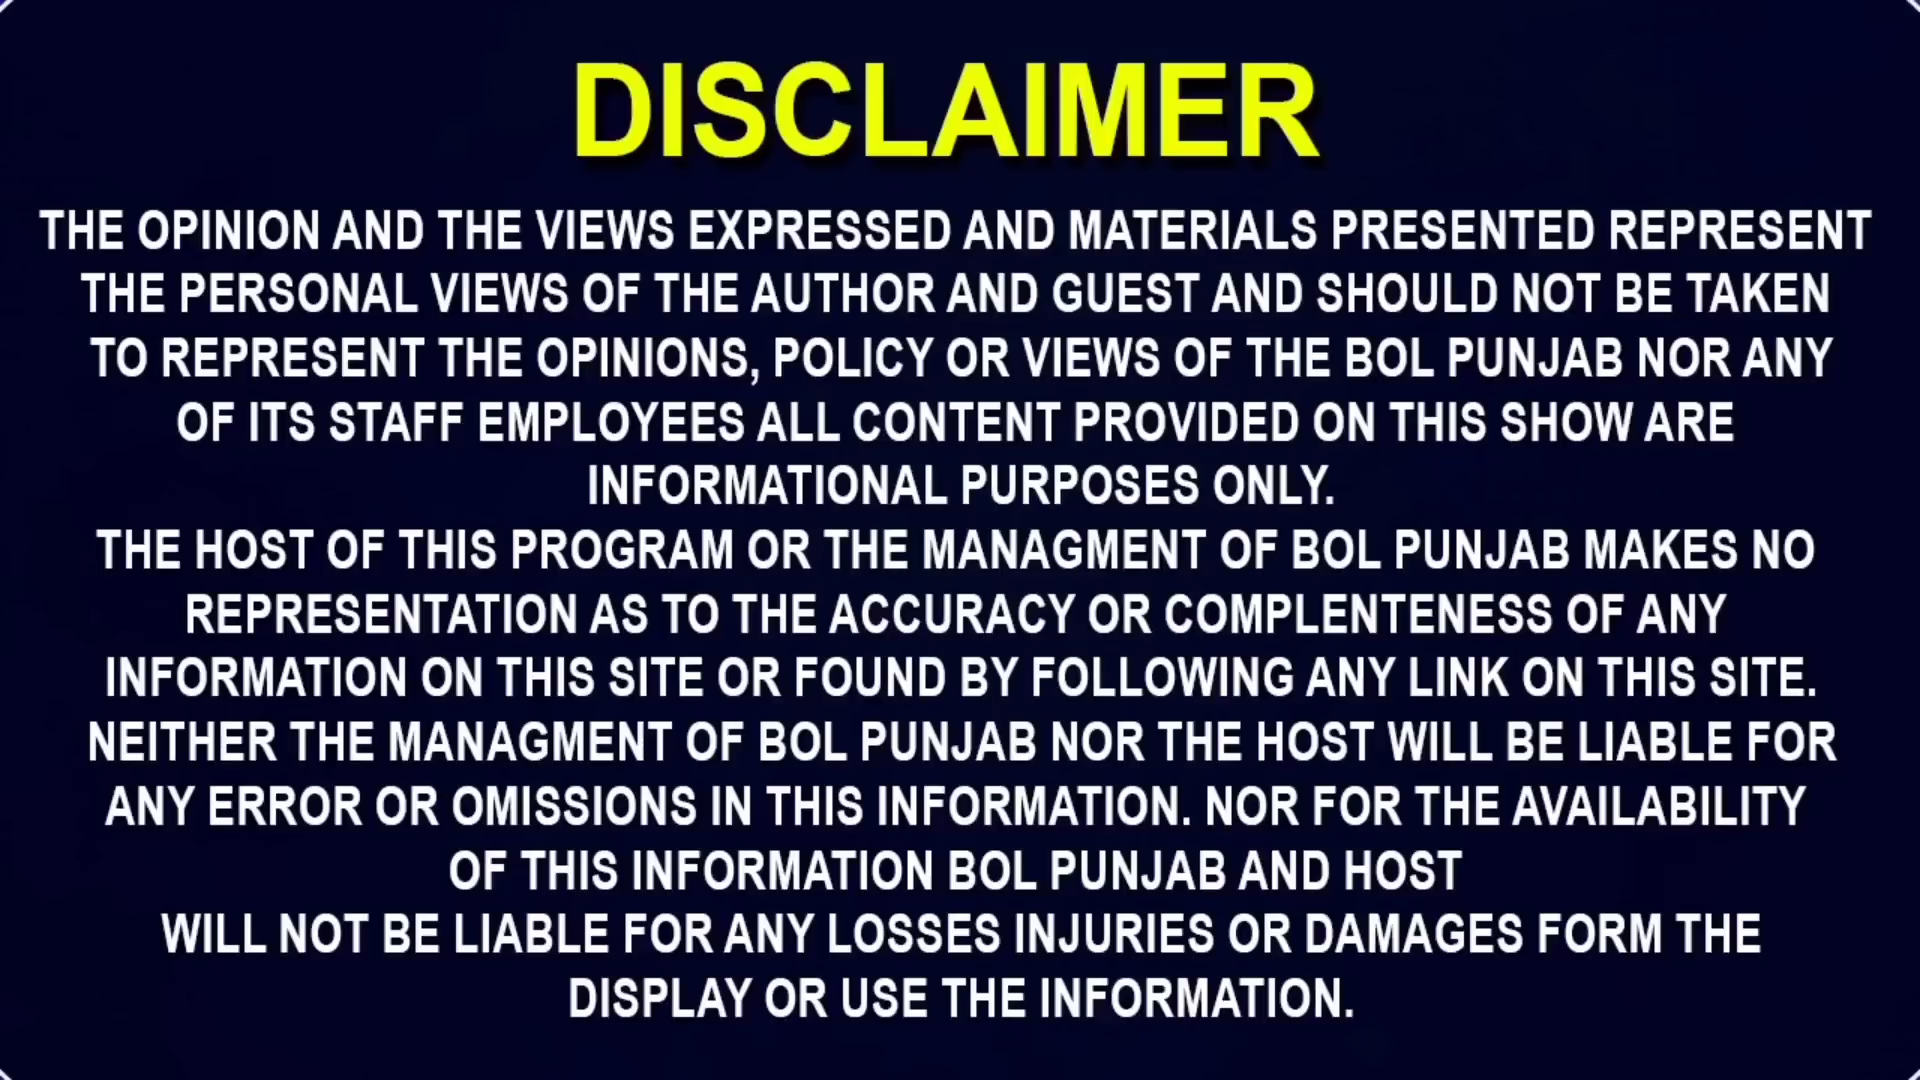 DISCLAIMER
THE OPINION AND THE VIEWS EXPRESSED AND MATERIALS PRESENTED REPRESENT
THE PERSONAL VIEWS OF THE AUTHOR AND GUEST AND SHOULD NOT BE TAKEN
TO REPRESENT THE OPINIONS, POLICY OR VIEWS OF THE BOL PUNJAB NOR ANY
OF ITS STAFF EMPLOYEES ALL CONTENT PROVIDED ON THIS SHOW ARE
INFORMATIONAL PURPOSES ONLY.
THE HOST OF THIS PROGRAM OR THE MANAGMENT OF BOL PUNJAB MAKES NO
REPRESENTATION AS TO THE ACCURACY OR COMPLENTENESS OF ANY
INFORMATION ON THIS SITE OR FOUND BY FOLLOWING ANY LINK ON THIS SITE.
NEITHER THE MANAGMENT OF BOL PUNJAB NOR THE HOST WILL BE LIABLE FOR
ANY ERROR OR OMISSIONS IN THIS INFORMATION. NOR FOR THE AVAILABILITY
OF THIS INFORMATION BOL PUNJAB AND HOST
WILL NOT BE LIABLE FOR ANY LOSSES INJURIES OR DAMAGES FORM THE
DISPLAY OR USE THE INFORMATION.